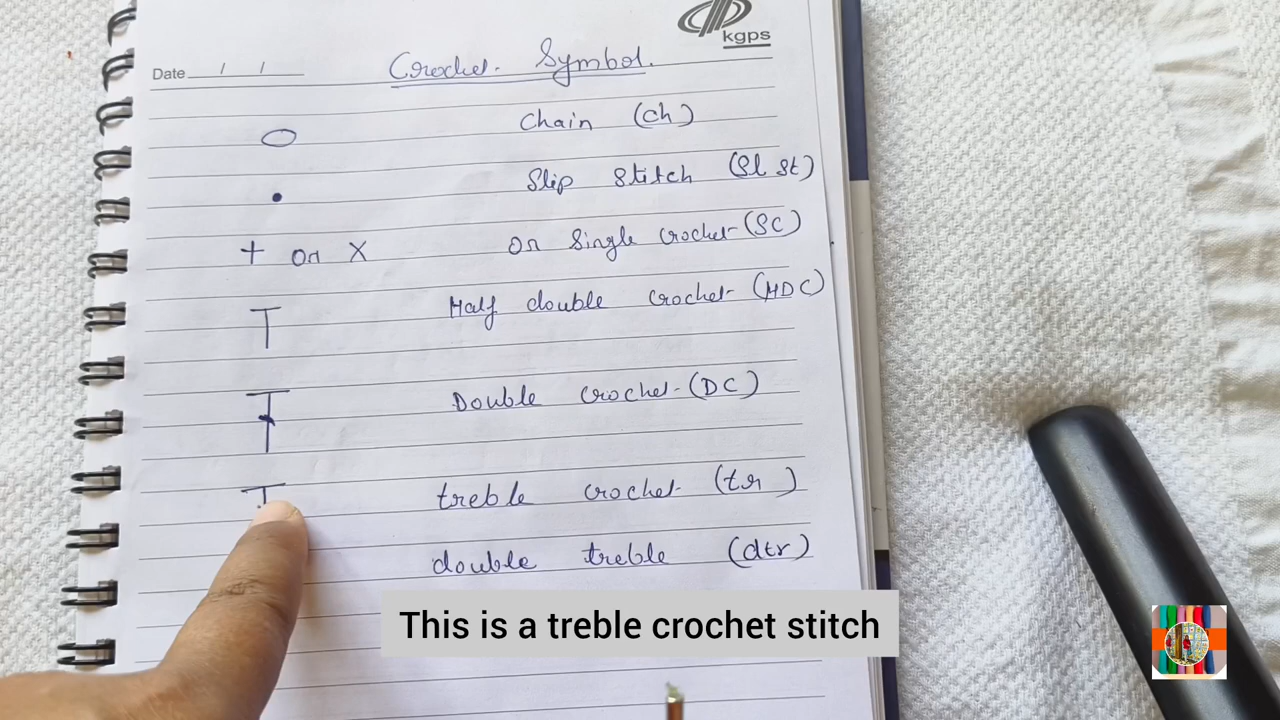 kgps
Date / /
Crochet. Symbol.
Chain (ch)
Slip Stitch (Sl St)
+ or X or Single crochet (SC)
T Half double crochet (HDC)
Double crochet (DC)
treble crochet (tr)
double treble (dtr)
This is a treble crochet stitch